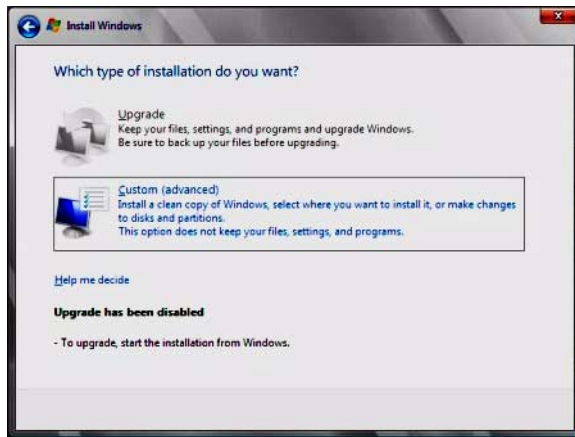 Install Windows
Which type of installation do you want?
Upgrade
Keep your files, settings, and programs and upgrade Windows.
Be sure to back up your files before upgrading.
Custom (advanced)
Install a clean copy of Windows, select where you want to install it, or make changes
to disks and partitions.
This option does not keep your files, settings, and programs.
Help me decide
Upgrade has been disabled
- To upgrade, start the installation from Windows.